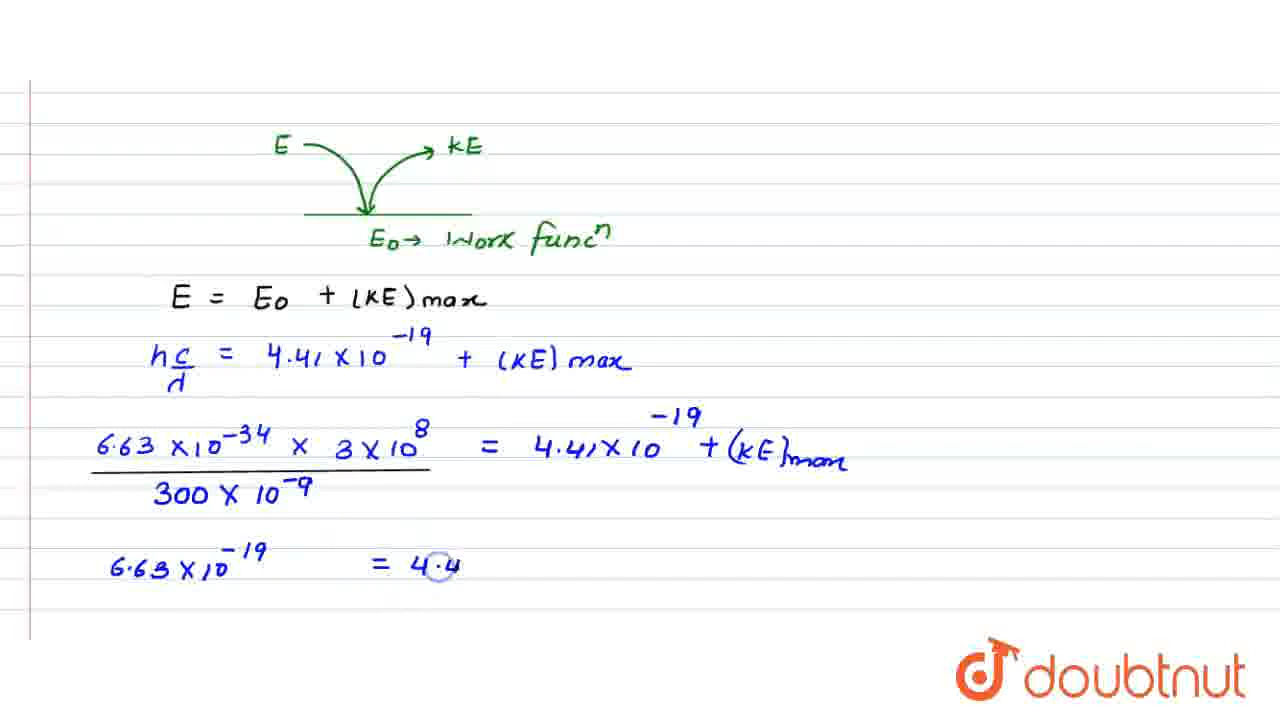 E KE
E₀→ Work funcⁿ
E = E₀ + (KE) max
hc/λ = 4.41 × 10⁻¹⁹ + (KE) max
6.63 × 10⁻³⁴ × 3 × 10⁸ / 300 × 10⁻⁹ = 4.41 × 10⁻¹⁹ + (KE) max
6.63 × 10⁻¹⁹ = 4.4
doubtnut